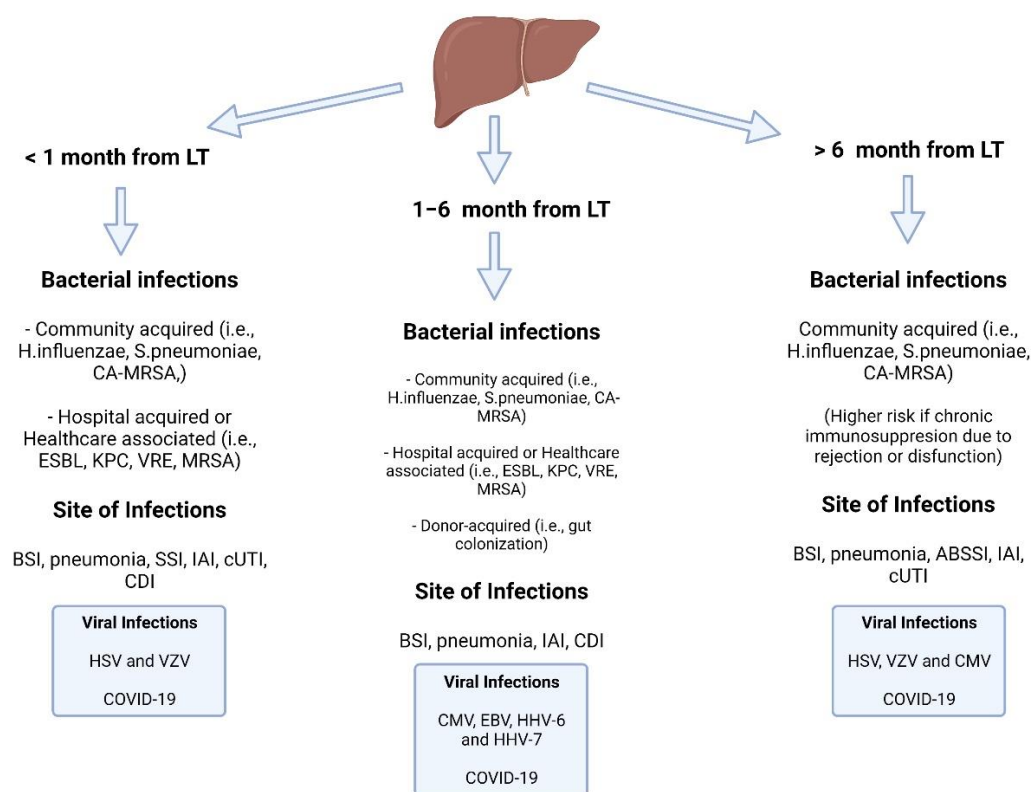 < 1 month from LT
Bacterial infections
- Community acquired (i.e.,
H.influenzae, S.pneumoniae,
CA-MRSA,)
- Hospital acquired or
Healthcare associated (i.e.,
ESBL, KPC, VRE, MRSA)
Site of Infections
BSI, pneumonia, SSI, IAI, cUTI,
CDI
Viral Infections
HSV and VZV
COVID-19
1–6 month from LT
Bacterial infections
- Community acquired (i.e.,
H.influenzae, S.pneumoniae, CA-
MRSA)
- Hospital acquired or Healthcare
associated (i.e., ESBL, KPC, VRE,
MRSA)
- Donor-acquired (i.e., gut
colonization)
Site of Infections
BSI, pneumonia, IAI, CDI
Viral Infections
CMV, EBV, HHV-6
and HHV-7
COVID-19
> 6 month from LT
Bacterial infections
Community acquired (i.e.,
H.influenzae, S.pneumoniae,
CA-MRSA)
(Higher risk if chronic
immunosuppresion due to
rejection or disfunction)
Site of Infections
BSI, pneumonia, ABSSI, IAI,
cUTI
Viral Infections
HSV, VZV and CMV
COVID-19